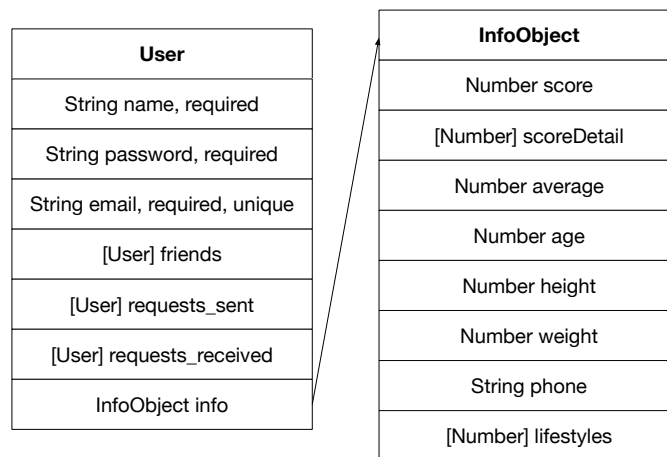 User
String name, required
String password, required
String email, required, unique
[User] friends
[User] requests_sent
[User] requests_received
InfoObject info
InfoObject
Number score
[Number] scoreDetail
Number average
Number age
Number height
Number weight
String phone
[Number] lifestyles